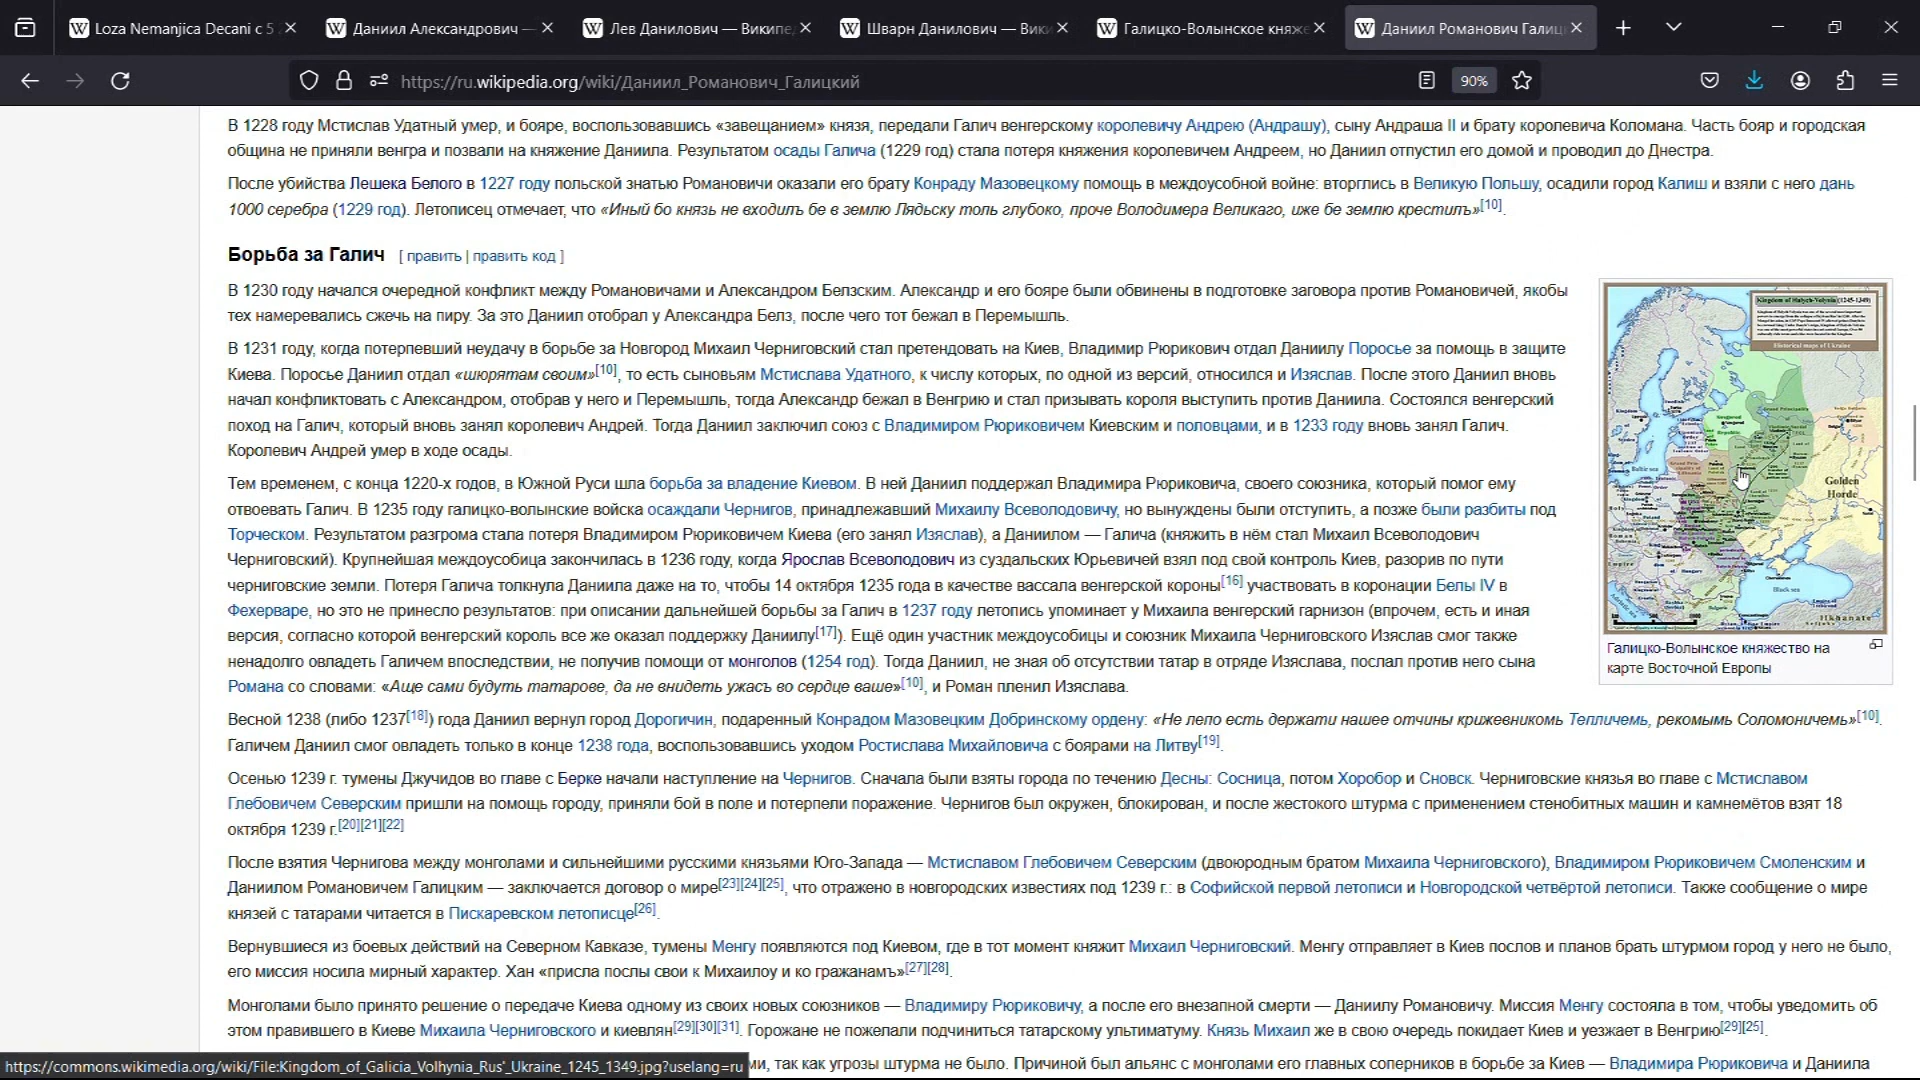 Loza Nemanjica Decani c 5
Даниил Александрович —
Лев Данилович — Википе
Шварн Данилович — Вики
Галицко-Волынское княже
Даниил Романович Галиц
https://ru.wikipedia.org/wiki/Даниил_Романович_Галицкий
90%
В 1228 году Мстислав Удатный умер, и бояре, воспользовавшись «завещанием» князя, передали Галич венгерскому королевичу Андрею (Андрашу), сыну Андраша II и брату королевича Коломана. Часть бояр и городская
община не приняли венгра и позвали на княжение Даниила. Результатом осады Галича (1229 год) стала потеря княжения королевичем Андреем, но Даниил отпустил его домой и проводил до Днестра.
После убийства Лешека Белого в 1227 году польской знатью Романовичи оказали его брату Конраду Мазовецкому помощь в междоусобной войне: вторглись в Великую Польшу, осадили город Калиш и взяли с него дань
1000 серебра (1229 год). Летописец отмечает, что «Иный бо князь не входилъ бе в землю Лядьску толь глубоко, проче Володимера Великаго, иже бе землю крестилъ»[10].
Борьба за Галич [ править | править код ]
В 1230 году начался очередной конфликт между Романовичами и Александром Белзским. Александр и его бояре были обвинены в подготовке заговора против Романовичей, якобы
тех намеревались сжечь на пиру. За это Даниил отобрал у Александра Белз, после чего тот бежал в Перемышль.
В 1231 году, когда потерпевший неудачу в борьбе за Новгород Михаил Черниговский стал претендовать на Киев, Владимир Рюрикович отдал Даниилу Поросье за помощь в защите
Киева. Поросье Даниил отдал «шюрятам своим»[10], то есть сыновьям Мстислава Удатного, к числу которых, по одной из версий, относился и Изяслав. После этого Даниил вновь
начал конфликтовать с Александром, отобрав у него и Перемышль, тогда Александр бежал в Венгрию и стал призывать короля выступить против Даниила. Состоялся венгерский
поход на Галич, который вновь занял королевич Андрей. Тогда Даниил заключил союз с Владимиром Рюриковичем Киевским и половцами, и в 1233 году вновь занял Галич.
Королевич Андрей умер в ходе осады.
Тем временем, с конца 1220-х годов, в Южной Руси шла борьба за владение Киевом. В ней Даниил поддержал Владимира Рюриковича, своего союзника, который помог ему
отвоевать Галич. В 1235 году галицко-волынские войска осаждали Чернигов, принадлежавший Михаилу Всеволодовичу, но вынуждены были отступить, а позже были разбиты под
Торческом. Результатом разгрома стала потеря Владимиром Рюриковичем Киева (его занял Изяслав), а Даниилом — Галича (княжить в нём стал Михаил Всеволодович
Черниговский). Крупнейшая междоусобица закончилась в 1236 году, когда Ярослав Всеволодович из суздальских Юрьевичей взял под свой контроль Киев, разорив по пути
черниговские земли. Потеря Галича толкнула Даниила даже на то, чтобы 14 октября 1235 года в качестве вассала венгерской короны[16] участвовать в коронации Белы IV в
Фехерваре, но это не принесло результатов: при описании дальнейшей борьбы за Галич в 1237 году летопись упоминает у Михаила венгерский гарнизон (впрочем, есть и иная
версия, согласно которой венгерский король все же оказал поддержку Даниилу[17]). Ещё один участник междоусобицы и союзник Михаила Черниговского Изяслав смог также
ненадолго овладеть Галичем впоследствии, не получив помощи от монголов (1254 год). Тогда Даниил, не зная об отсутствии татар в отряде Изяслава, послал против него сына
Романа со словами: «Аще сами будуть татарове, да не внидеть ужасъ во сердце ваше»[10], и Роман пленил Изяслава.
Kingdom of Halych-Volynia (1245-1349)
Historical maps of Ukraine
Golden
Horde
Baltic sea
Black sea
Ilkhanate
Галицко-Волынское княжество на
карте Восточной Европы
Весной 1238 (либо 1237[18]) года Даниил вернул город Дорогичин, подаренный Конрадом Мазовецким Добринскому ордену: «Не лепо есть держати нашее отчины крижевникомь Тепличемь, рекомымь Соломоничемь»[10].
Галичем Даниил смог овладеть только в конце 1238 года, воспользовавшись уходом Ростислава Михайловича с боярами на Литву[19].
Осенью 1239 г. тумены Джучидов во главе с Берке начали наступление на Чернигов. Сначала были взяты города по течению Десны: Сосница, потом Хоробор и Сновск. Черниговские князья во главе с Мстиславом
Глебовичем Северским пришли на помощь городу, приняли бой в поле и потерпели поражение. Чернигов был окружен, блокирован, и после жестокого штурма с применением стенобитных машин и камнемётов взят 18
октября 1239 г.[20][21][22]
После взятия Чернигова между монголами и сильнейшими русскими князьями Юго-Запада — Мстиславом Глебовичем Северским (двоюродным братом Михаила Черниговского), Владимиром Рюриковичем Смоленским и
Даниилом Романовичем Галицким — заключается договор о мире[23][24][25], что отражено в новгородских известиях под 1239 г.: в Софийской первой летописи и Новгородской четвёртой летописи. Также сообщение о мире
князей с татарами читается в Пискаревском летописце[26].
Вернувшиеся из боевых действий на Северном Кавказе, тумены Менгу появляются под Киевом, где в тот момент княжит Михаил Черниговский. Менгу отправляет в Киев послов и планов брать штурмом город у него не было,
его миссия носила мирный характер. Хан «присла послы свои к Михаилоу и ко гражанамъ»[27][28].
Монголами было принято решение о передаче Киева одному из своих новых союзников — Владимиру Рюриковичу, а после его внезапной смерти — Даниилу Романовичу. Миссия Менгу состояла в том, чтобы уведомить об
этом правившего в Киеве Михаила Черниговского и киевлян[29][30][31]. Горожане не пожелали подчиниться татарскому ультиматуму. Князь Михаил же в свою очередь покидает Киев и уезжает в Венгрию[29][25].
ми, так как угрозы штурма не было. Причиной был альянс с монголами его главных соперников в борьбе за Киев — Владимира Рюриковича и Даниила
https://commons.wikimedia.org/wiki/File:Kingdom_of_Galicia_Volhynia_Rus'_Ukraine_1245_1349.jpg?uselang=ru